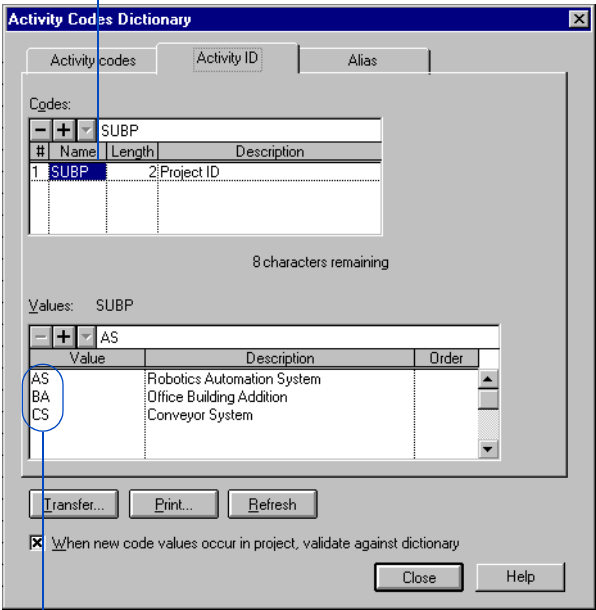 Activity Codes Dictionary
Activity codes Activity ID Alias
Codes:
SUBP
# Name Length Description
1 SUBP 2 Project ID
8 characters remaining
Values: SUBP
AS
Value Description Order
AS Robotics Automation System
BA Office Building Addition
CS Conveyor System
Transfer... Print... Refresh
When new code values occur in project, validate against dictionary
Close Help